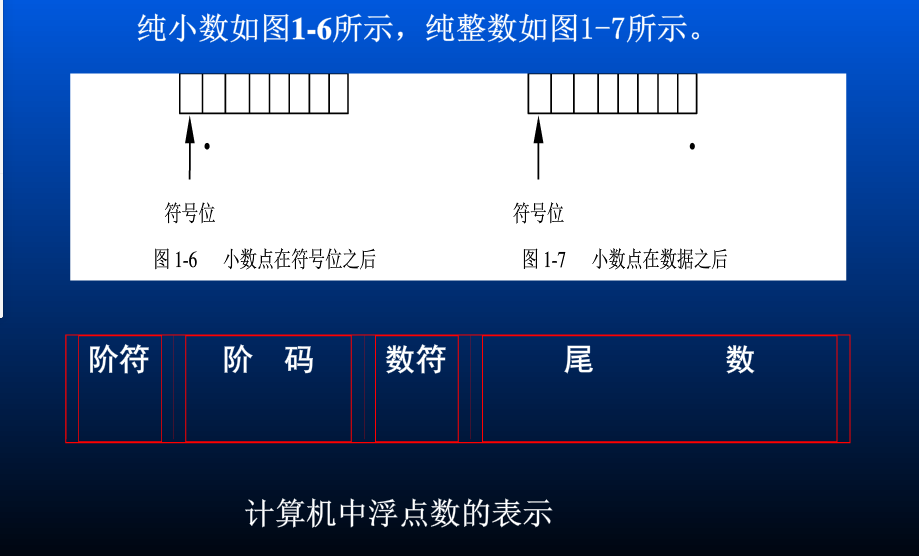 纯小数如图1-6所示，纯整数如图1-7所示。
符号位 符号位
图 1-6 小数点在符号位之后 图 1-7 小数点在数据之后
阶符 阶 码 数符 尾 数
计算机中浮点数的表示